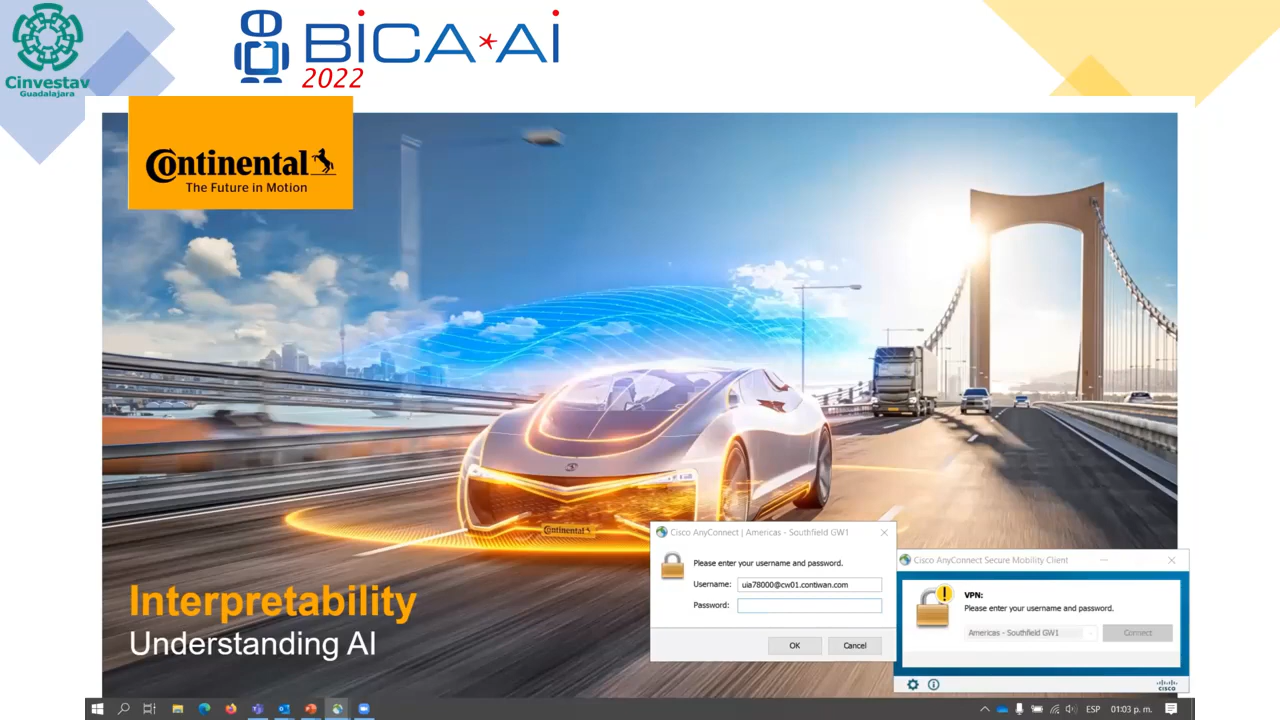 Cinvestav
Guadalajara
BiCA*Ai
2022
Continental
The Future in Motion
Continental
Interpretability
Understanding AI
Cisco AnyConnect | Americas - Southfield GW1
Please enter your username and password.
Username: uia78000@cw01.contiwan.com
Password:
OK Cancel
Cisco AnyConnect Secure Mobility Client
VPN:
Please enter your username and password.
Americas - Southfield GW1 Connect
CISCO
ESP 01:03 p. m.